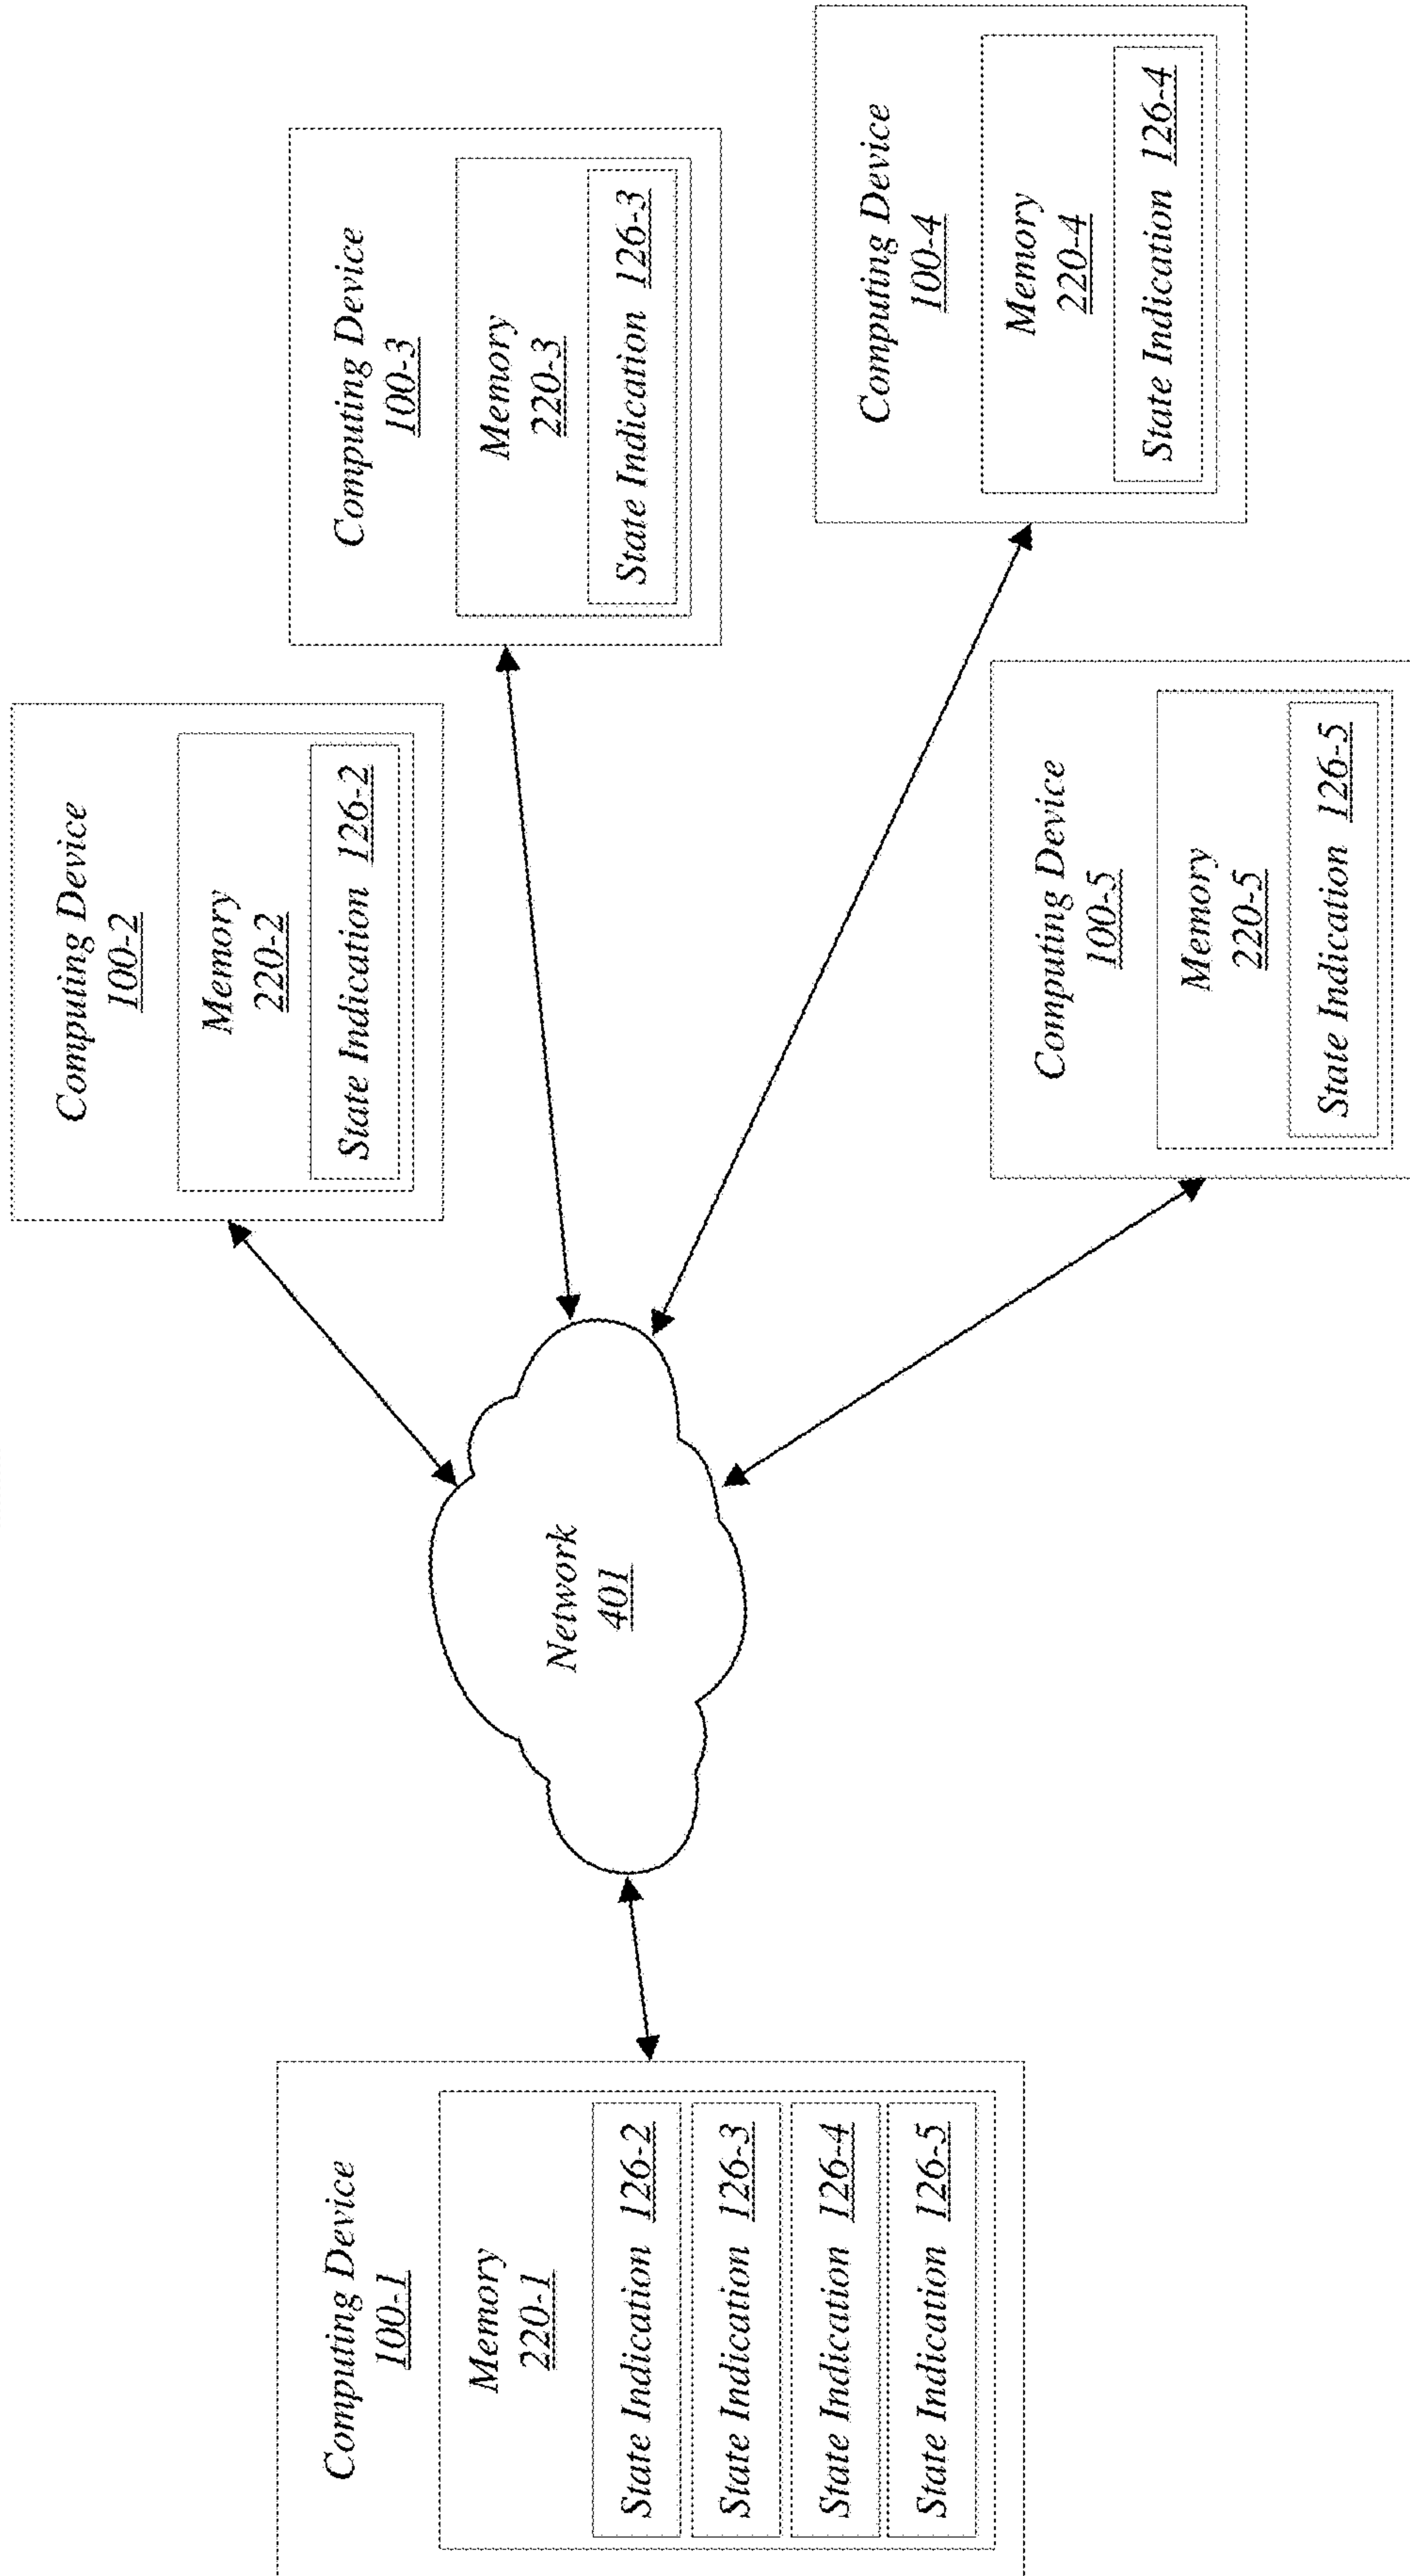 Computing Device
100-1
Memory
220-1
State Indication 126-2
State Indication 126-3
State Indication 126-4
State Indication 126-5
Network
401
Computing Device
100-2
Memory
220-2
State Indication 126-2
Computing Device
100-3
Memory
220-3
State Indication 126-3
Computing Device
100-4
Memory
220-4
State Indication 126-4
Computing Device
100-5
Memory
220-5
State Indication 126-5